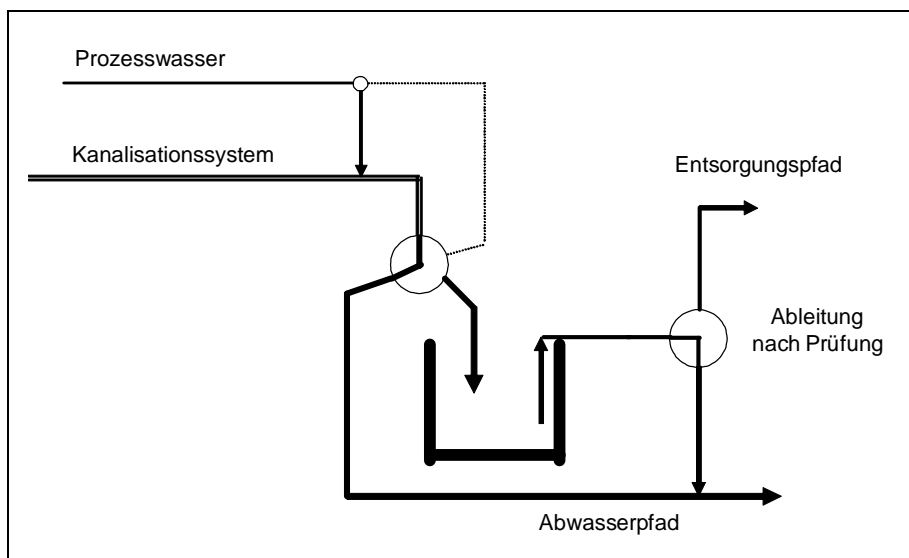 Prozesswasser
Kanalisationssystem
Entsorgungspfad
Ableitung
nach Prüfung
Abwasserpfad